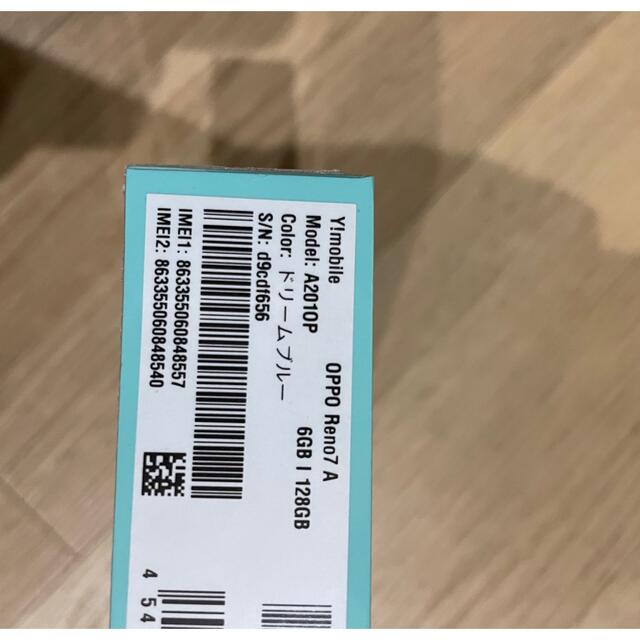 Y!mobile OPPO Reno7 A
Model: A201OP 6GB | 128GB
Color: ドリームブルー
S/N: d9cdf656
IMEI1: 863355060848557
IMEI2: 863355060848540
4 54